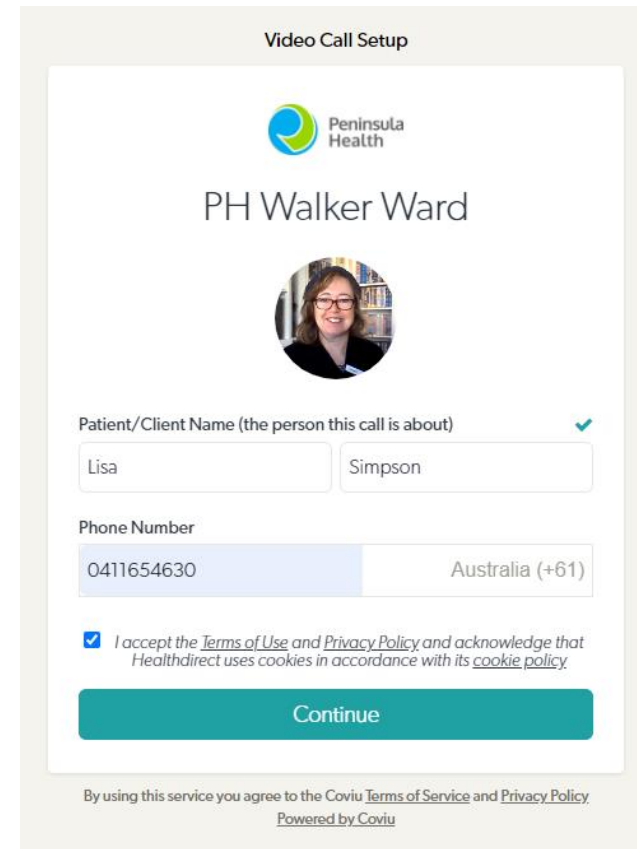 Video Call Setup
Peninsula
Health
PH Walker Ward
Patient/Client Name (the person this call is about)
Lisa Simpson
Phone Number
0411654630 Australia (+61)
I accept the Terms of Use and Privacy Policy and acknowledge that
Healthdirect uses cookies in accordance with its cookie policy
Continue
By using this service you agree to the Coviu Terms of Service and Privacy Policy
Powered by Coviu